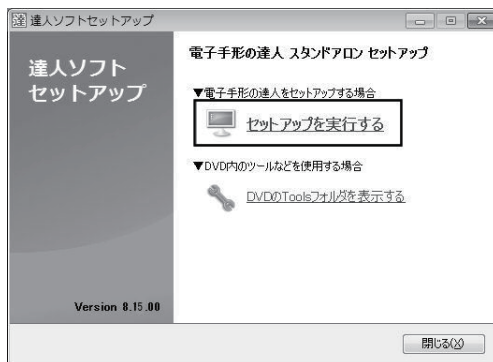 達人ソフトセットアップ
達人ソフト
セットアップ
電子手形の達人 スタンドアロン セットアップ
▼電子手形の達人をセットアップする場合
セットアップを実行する
▼DVD内のツールなどを使用する場合
DVDのToolsフォルダを表示する
Version 8.15.00
閉じる(X)